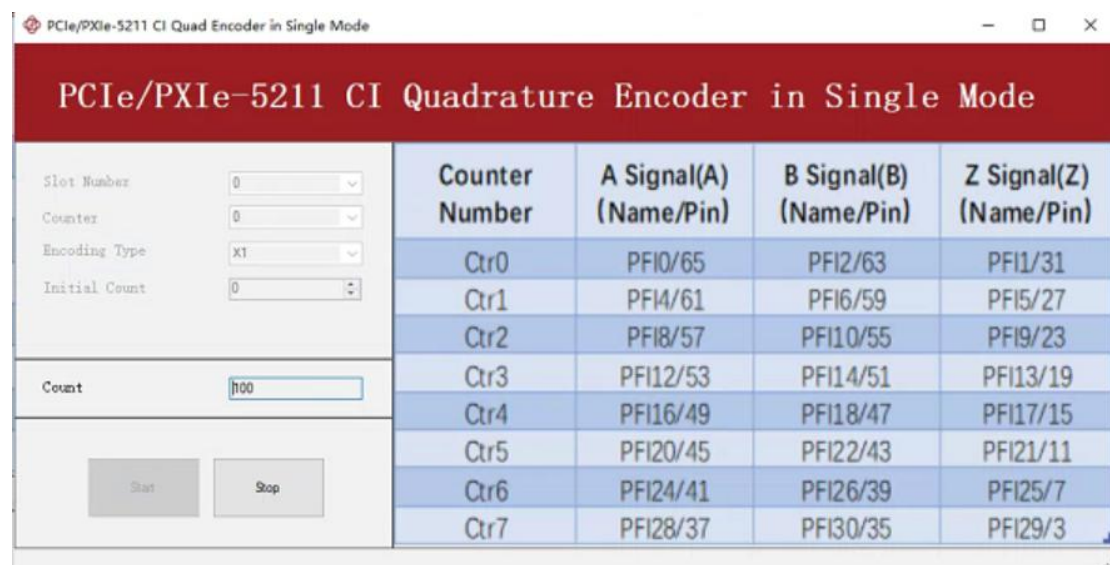 PCIe/PXIe-5211 CI Quad Encoder in Single Mode
PCIe/PXIe-5211 CI Quadrature Encoder in Single Mode
Slot Number 0
Counter 0
Encoding Type X1
Initial Count 0
Count 100
Start Stop
Counter Number A Signal(A) (Name/Pin) B Signal(B) (Name/Pin) Z Signal(Z) (Name/Pin)
Ctr0 PFI0/65 PFI2/63 PFI1/31
Ctr1 PFI4/61 PFI6/59 PFI5/27
Ctr2 PFI8/57 PFI10/55 PFI9/23
Ctr3 PFI12/53 PFI14/51 PFI13/19
Ctr4 PFI16/49 PFI18/47 PFI17/15
Ctr5 PFI20/45 PFI22/43 PFI21/11
Ctr6 PFI24/41 PFI26/39 PFI25/7
Ctr7 PFI28/37 PFI30/35 PFI29/3